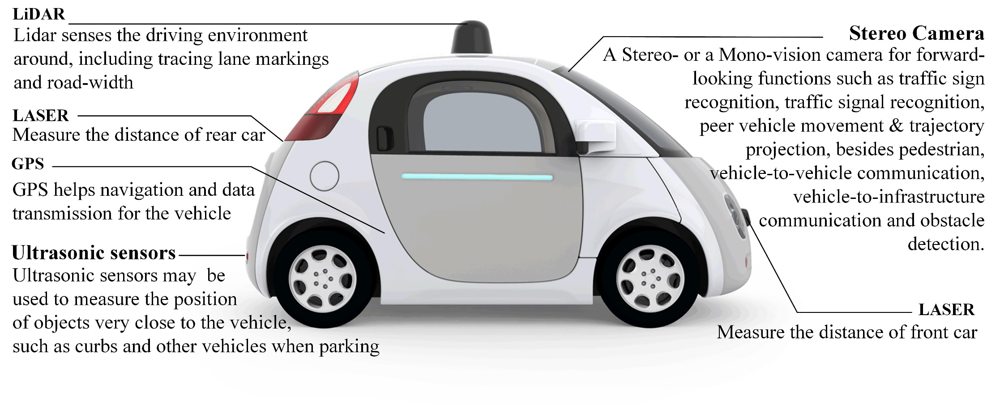 LiDAR
Lidar senses the driving environment
around, including tracing lane markings
and road-width
LASER
Measure the distance of rear car
GPS
GPS helps navigation and data
transmission for the vehicle
Ultrasonic sensors
Ultrasonic sensors may  be
used to measure the position
of objects very close to the vehicle,
such as curbs and other vehicles when parking
Stereo Camera
A Stereo- or a Mono-vision camera for forward-
looking functions such as traffic sign
recognition, traffic signal recognition,
peer vehicle movement & trajectory
projection, besides pedestrian,
vehicle-to-vehicle communication,
vehicle-to-infrastructure
communication and obstacle
detection.
LASER
Measure the distance of front car